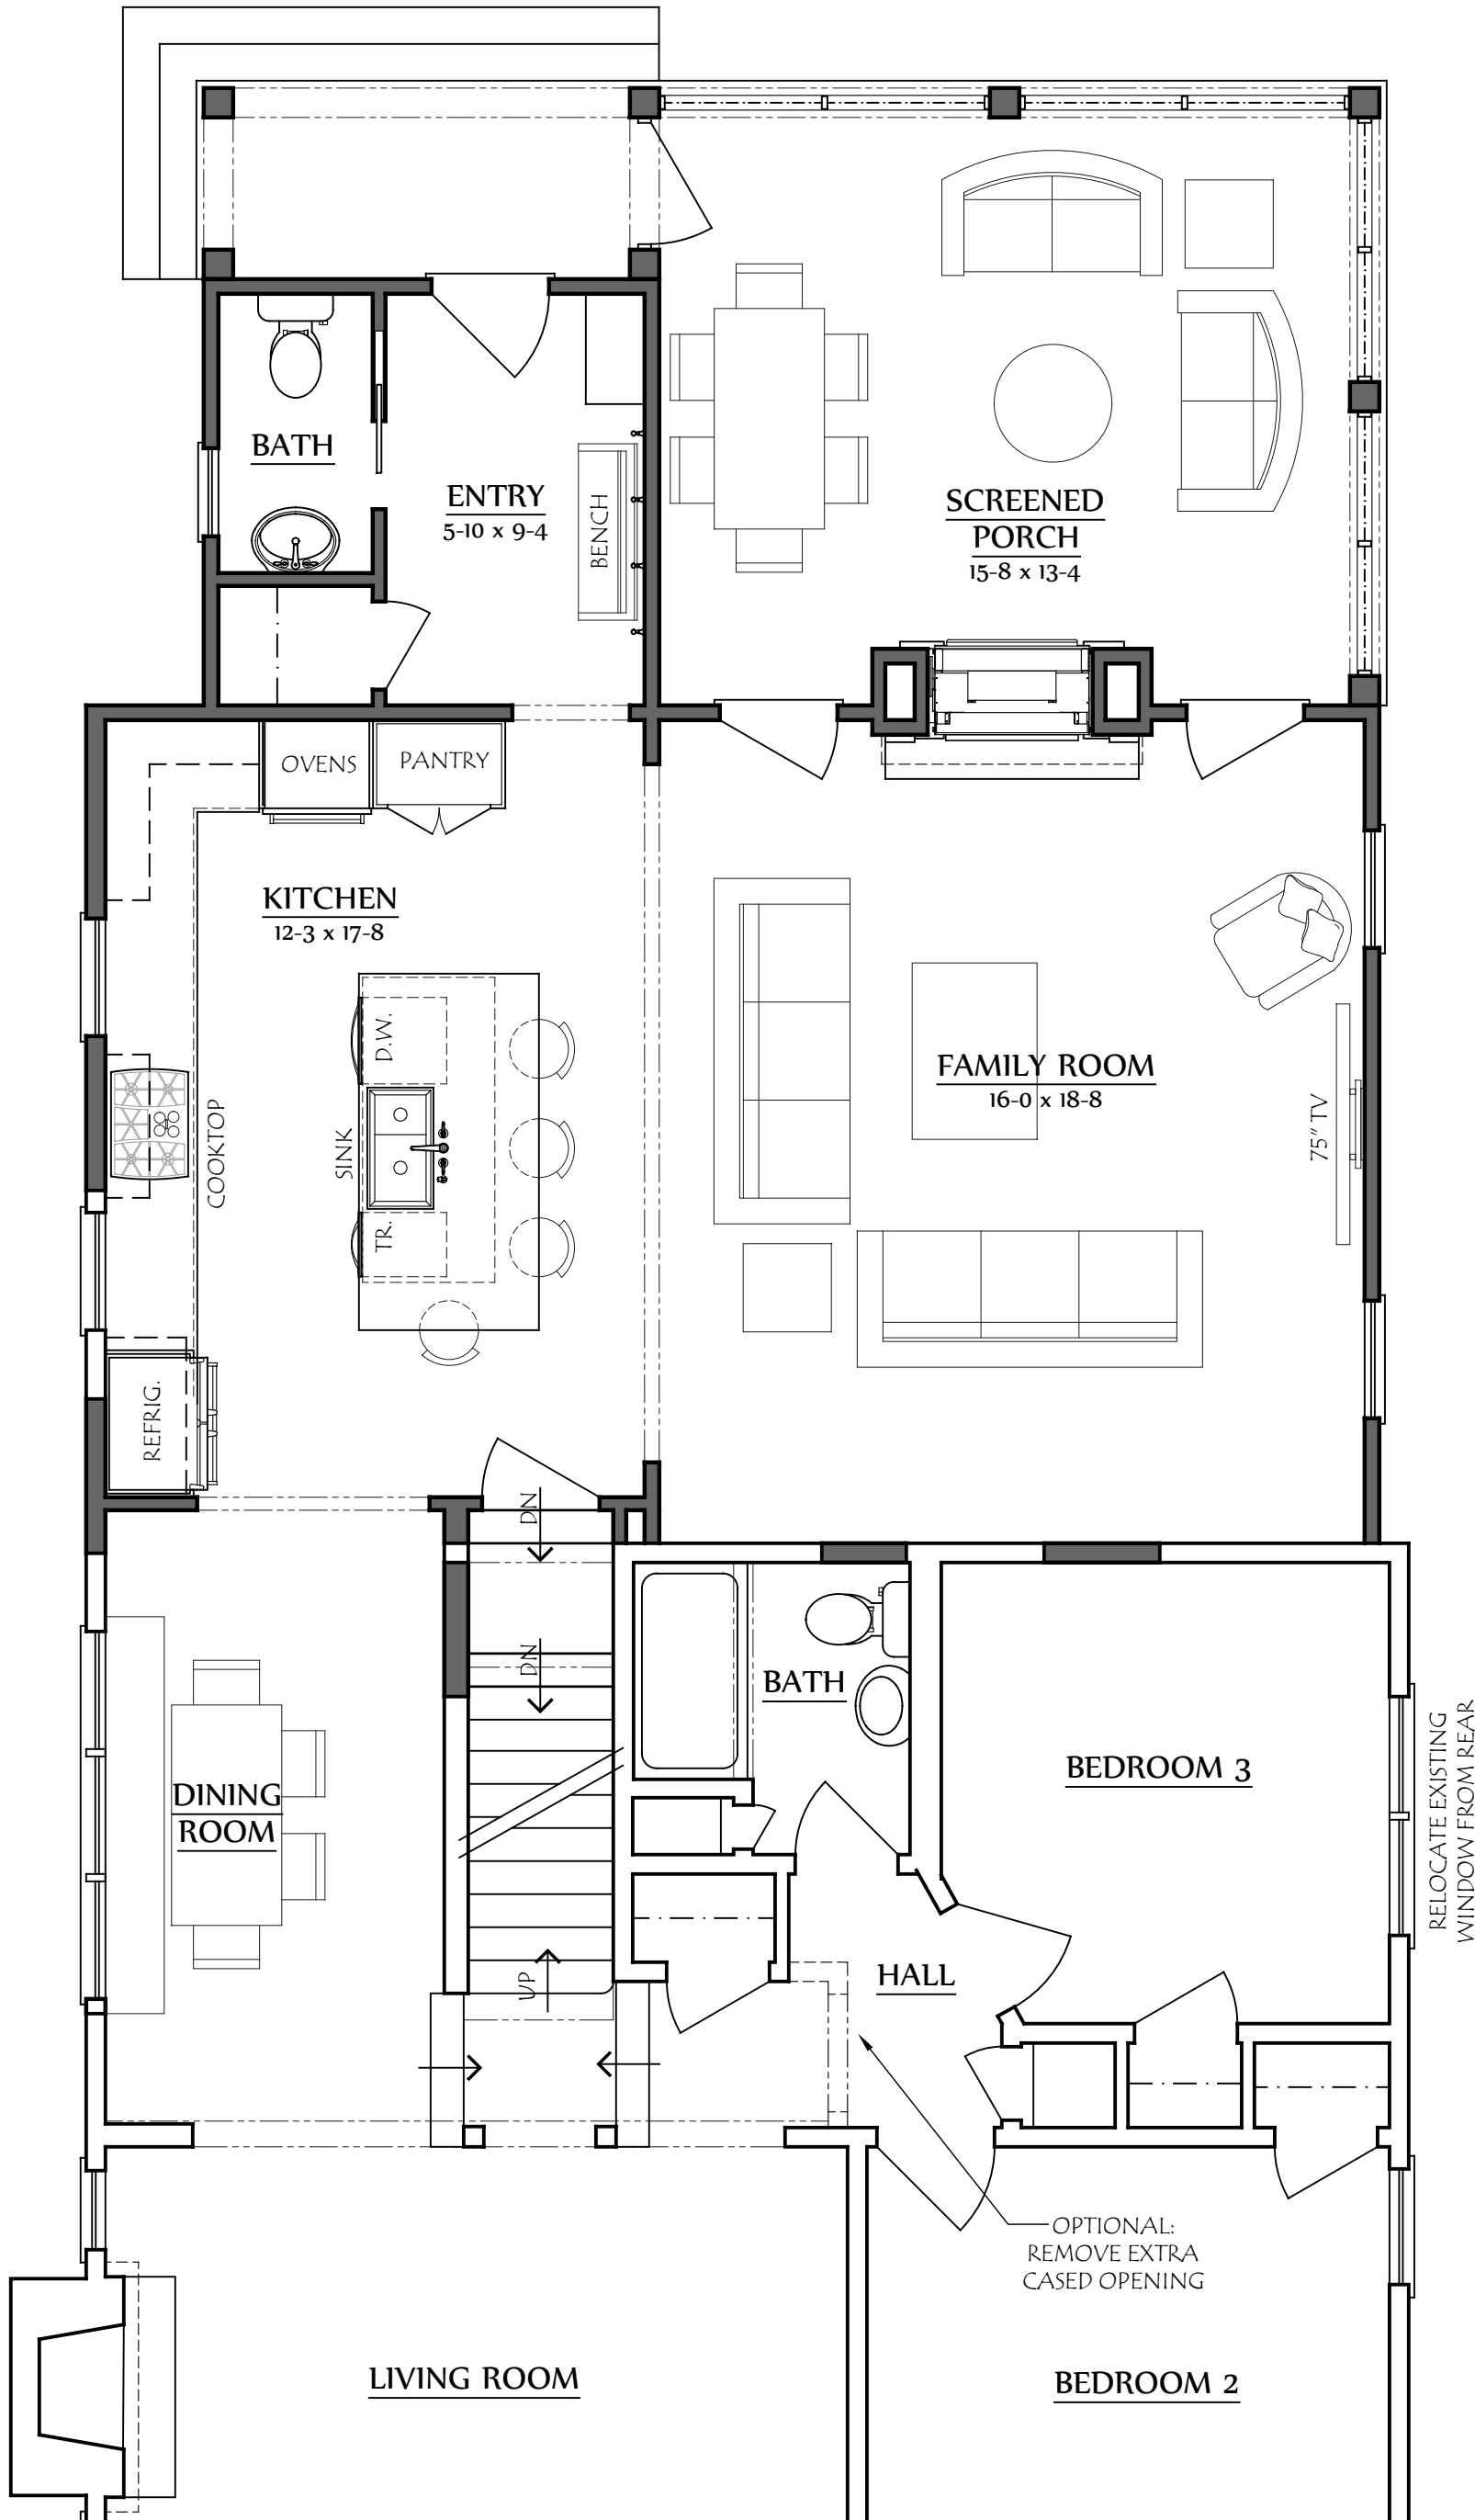 BATH
ENTRY
5-10 x 9-4
BENCH
SCREENED
PORCH
15-8 x 13-4
OVENS
PANTRY
KITCHEN
12-3 x 17-8
D.W.
SINK
TR.
COOKTOP
REFRIG.
FAMILY ROOM
16-0 x 18-8
75" TV
DN
DN
UP
BATH
DINING
ROOM
BEDROOM 3
RELOCATE EXISTING
WINDOW FROM REAR
HALL
OPTIONAL:
REMOVE EXTRA
CASED OPENING
LIVING ROOM
BEDROOM 2